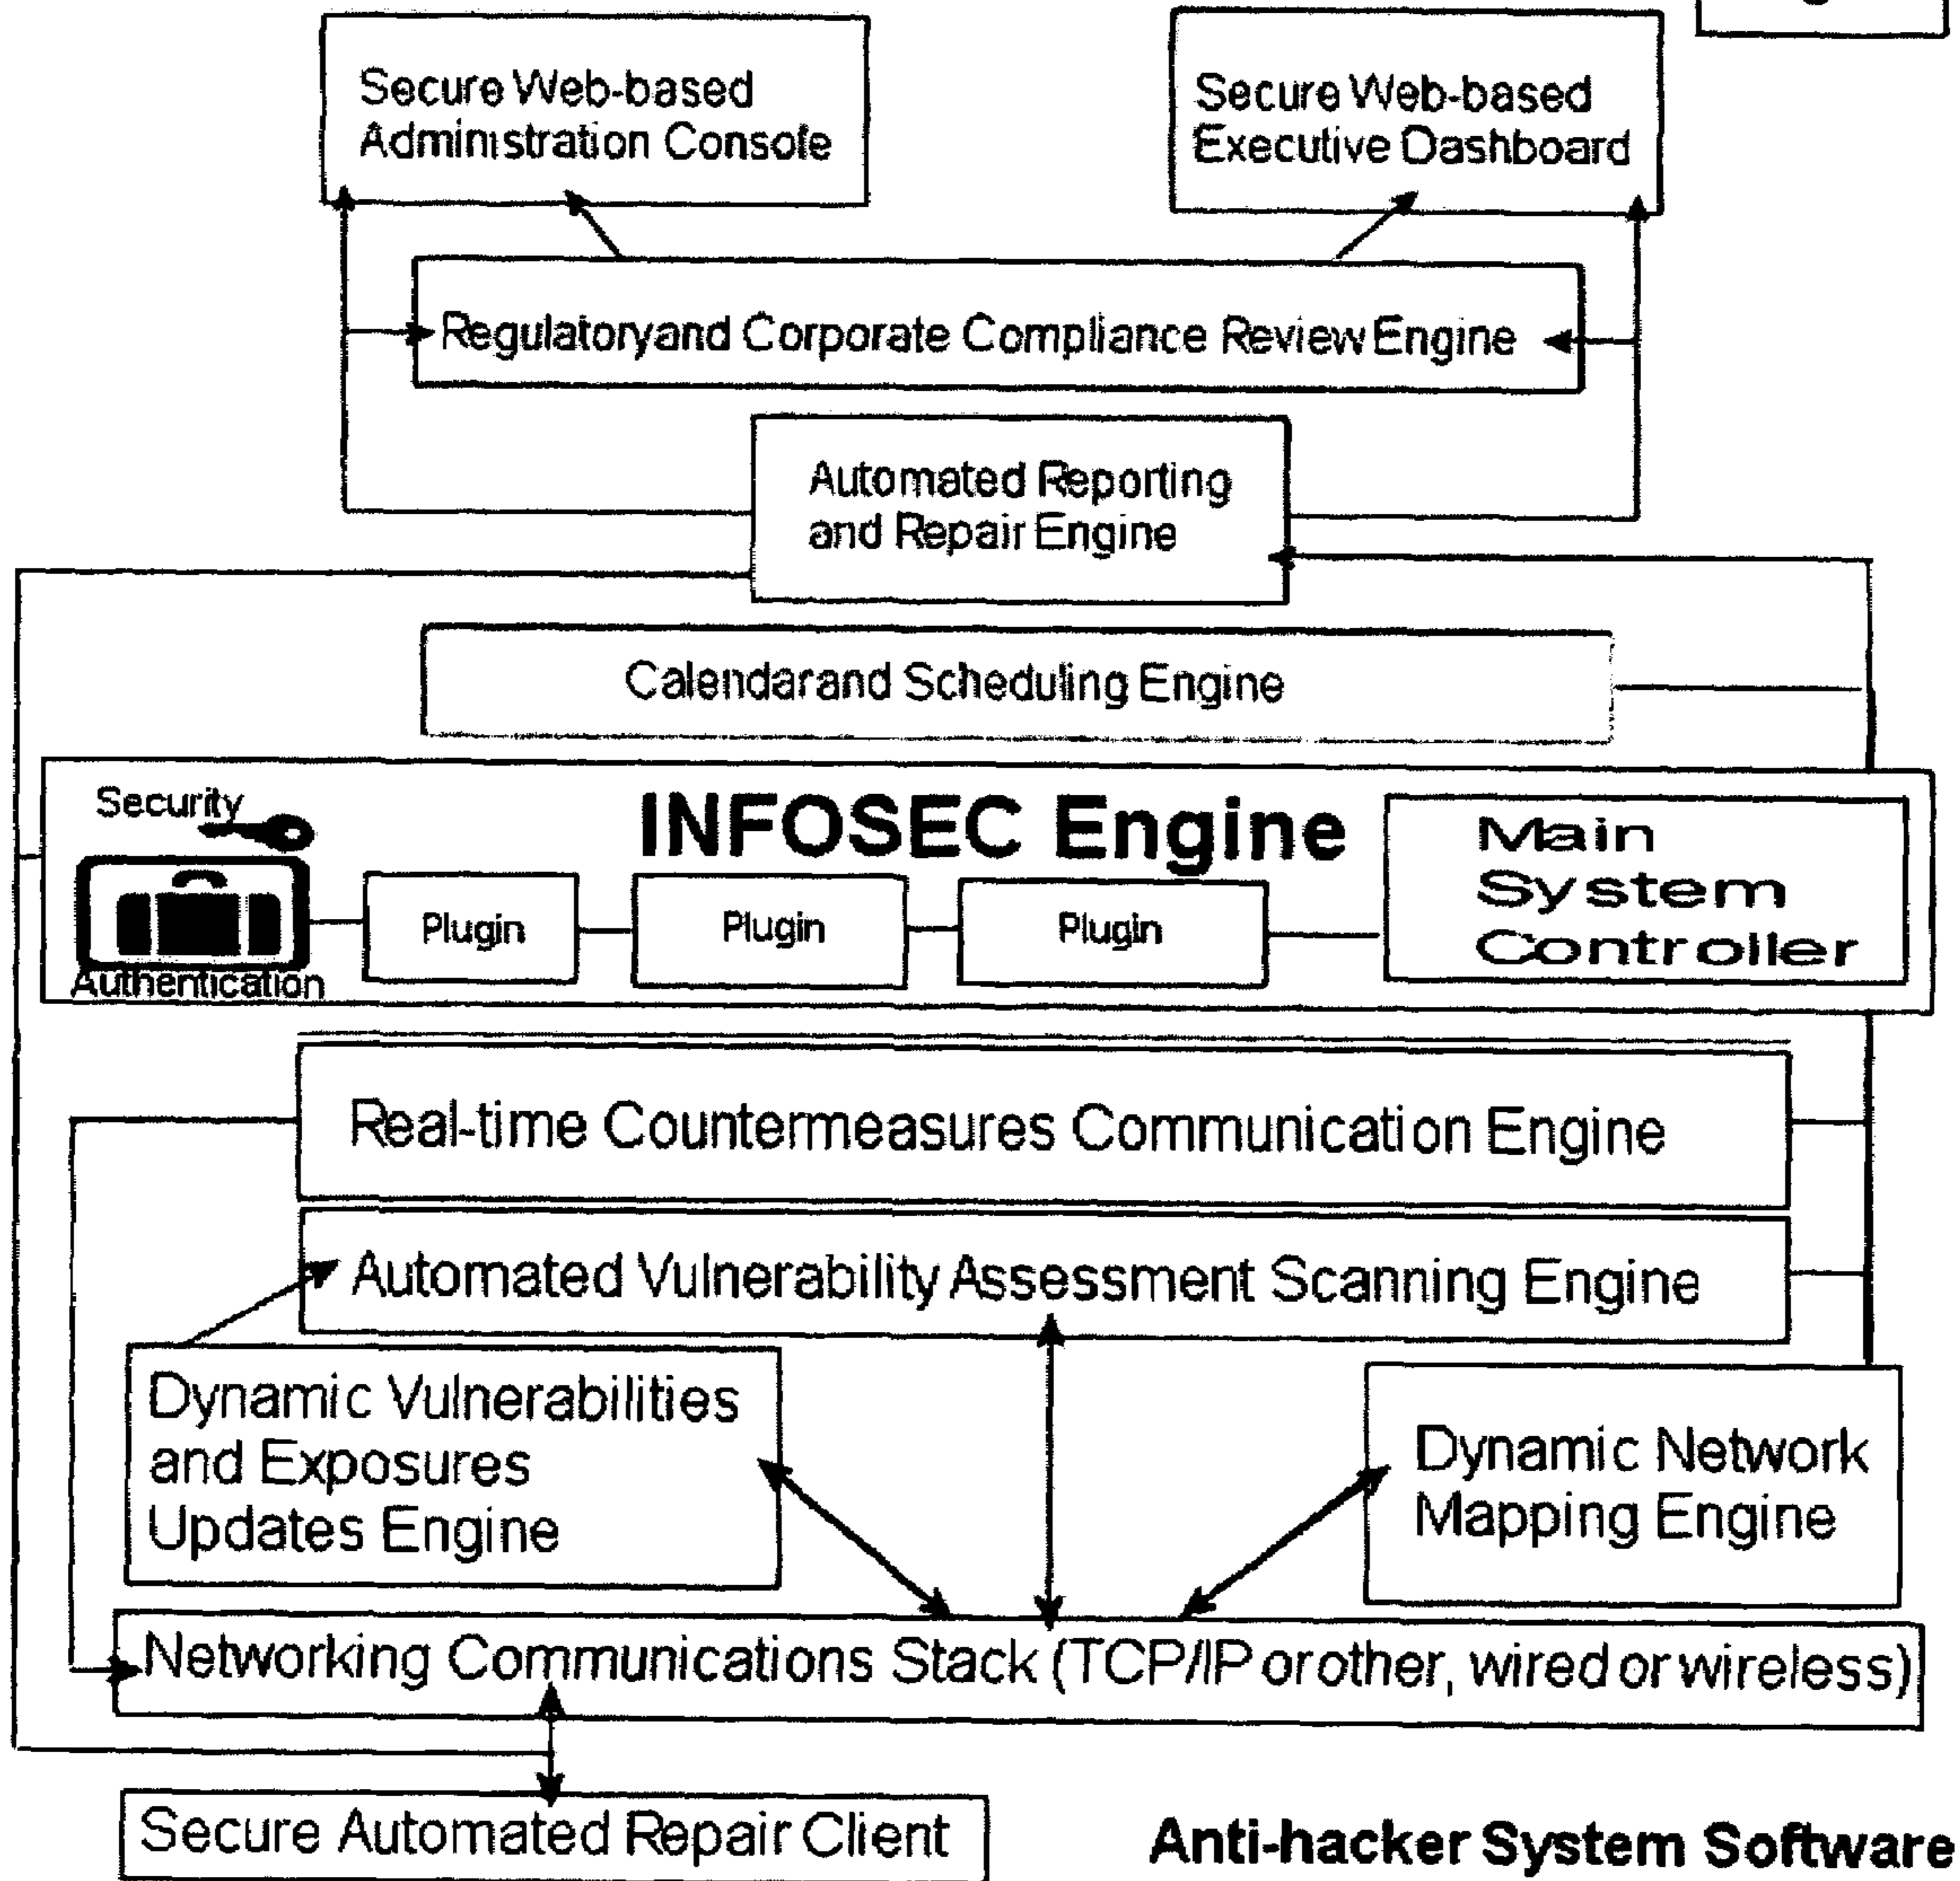 Secure Web-based
Administration Console
Secure Web-based
Executive Dashboard
Regulatoryand Corporate Compliance Review Engine
Automated Reporting
and Repair Engine
Calendarand Scheduling Engine
Security
INFOSEC Engine
Main
System
Controller
Plugin
Plugin
Plugin
Authentication
Real-time Countermeasures Communication Engine
Automated Vulnerability Assessment Scanning Engine
Dynamic Vulnerabilities
and Exposures
Updates Engine
Dynamic Network
Mapping Engine
Networking Communications Stack (TCP/IP orother, wired or wireless)
Secure Automated Repair Client
Anti-hacker System Software